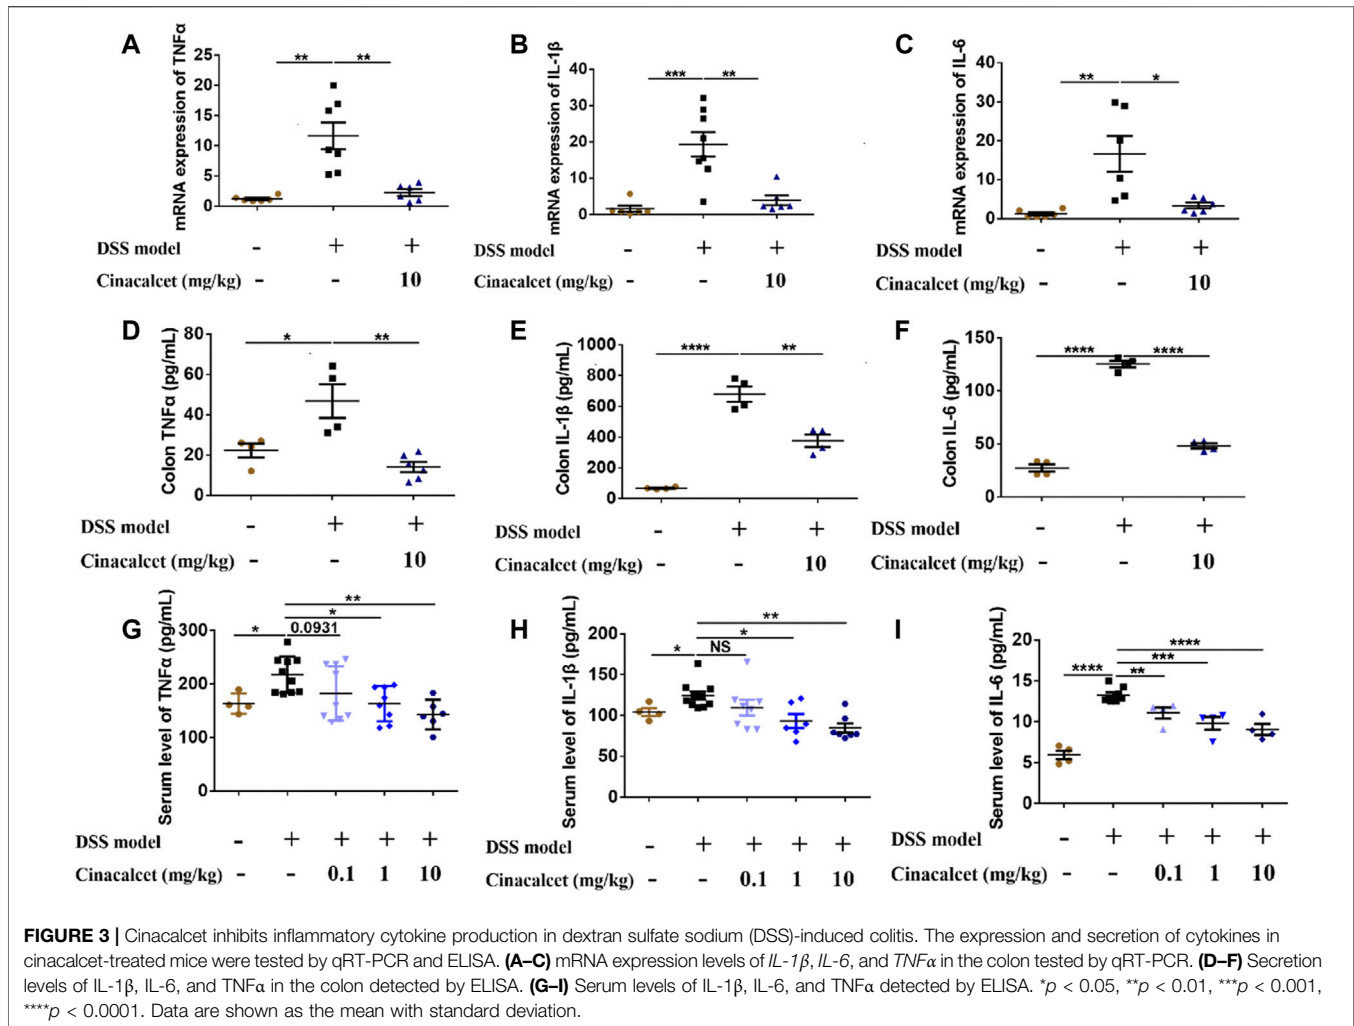 A
mRNA expression of TNFα
25
20
15
10
5
0
** **
DSS model - + +
Cinacalcet (mg/kg) - - 10
B
mRNA expression of IL-1β
40
30
20
10
0
*** **
DSS model - + +
Cinacalcet (mg/kg) - - 10
C
mRNA expression of IL-6
40
30
20
10
0
** *
DSS model - + +
Cinacalcet (mg/kg) - - 10
D
Colon TNFα (pg/mL)
80
60
40
20
0
* **
DSS model - + +
Cinacalcet (mg/kg) - - 10
E
Colon IL-1β (pg/mL)
1000
800
600
400
200
0
**** **
DSS model - + +
Cinacalcet (mg/kg) - - 10
F
Colon IL-6 (pg/mL)
150
100
50
0
**** ****
DSS model - + +
Cinacalcet (mg/kg) - - 10
G
Serum level of TNFα (pg/mL)
300
200
100
0
**
*
* 0.0931
DSS model - + + + +
Cinacalcet (mg/kg) - - 0.1 1 10
H
Serum level of IL-1β (pg/mL)
200
150
100
50
0
**
*
* NS
DSS model - + + + +
Cinacalcet (mg/kg) - - 0.1 1 10
I
Serum level of IL-6 (pg/mL)
20
15
10
5
0
****
***
**** **
DSS model - + + + +
Cinacalcet (mg/kg) - - 0.1 1 10
FIGURE 3 | Cinacalcet inhibits inflammatory cytokine production in dextran sulfate sodium (DSS)-induced colitis. The expression and secretion of cytokines in
cinacalcet-treated mice were tested by qRT-PCR and ELISA. (A–C) mRNA expression levels of IL-1β, IL-6, and TNFα in the colon tested by qRT-PCR. (D–F) Secretion
levels of IL-1β, IL-6, and TNFα in the colon detected by ELISA. (G–I) Serum levels of IL-1β, IL-6, and TNFα detected by ELISA. *p < 0.05, **p < 0.01, ***p < 0.001,
****p < 0.0001. Data are shown as the mean with standard deviation.